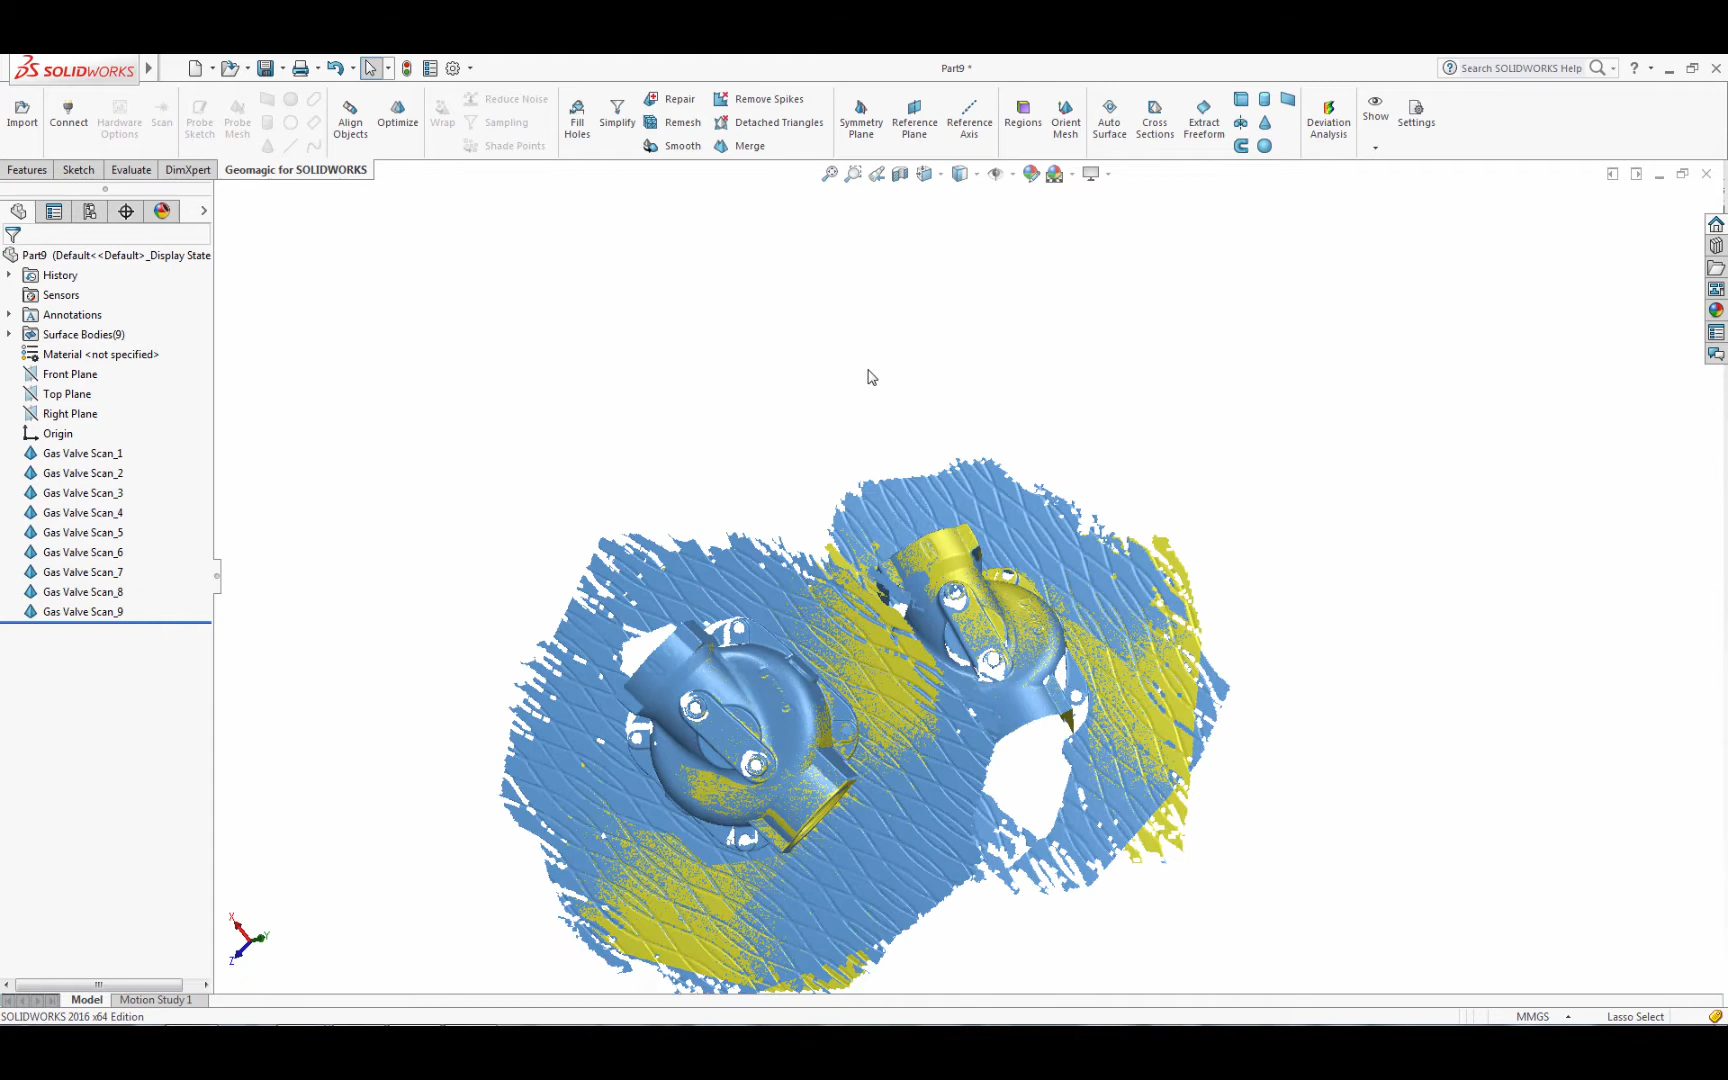 SOLIDWORKS
Part9 *
Search SOLIDWORKS Help
Import
Connect
Hardware Options
Scan
Probe Sketch
Probe Mesh
Align Objects
Optimize
Wrap
Reduce Noise
Sampling
Shade Points
Fill Holes
Simplify
Repair
Remesh
Smooth
Remove Spikes
Detached Triangles
Merge
Symmetry Plane
Reference Plane
Reference Axis
Regions
Orient Mesh
Auto Surface
Cross Sections
Extract Freeform
Deviation Analysis
Show
Settings
Features
Sketch
Evaluate
DimXpert
Geomagic for SOLIDWORKS
Part9 (Default<<Default>_Display State
History
Sensors
Annotations
Surface Bodies(9)
Material <not specified>
Front Plane
Top Plane
Right Plane
Origin
Gas Valve Scan_1
Gas Valve Scan_2
Gas Valve Scan_3
Gas Valve Scan_4
Gas Valve Scan_5
Gas Valve Scan_6
Gas Valve Scan_7
Gas Valve Scan_8
Gas Valve Scan_9
X
Y
Z
Model
Motion Study 1
SOLIDWORKS 2016 x64 Edition
MMGS
Lasso Select